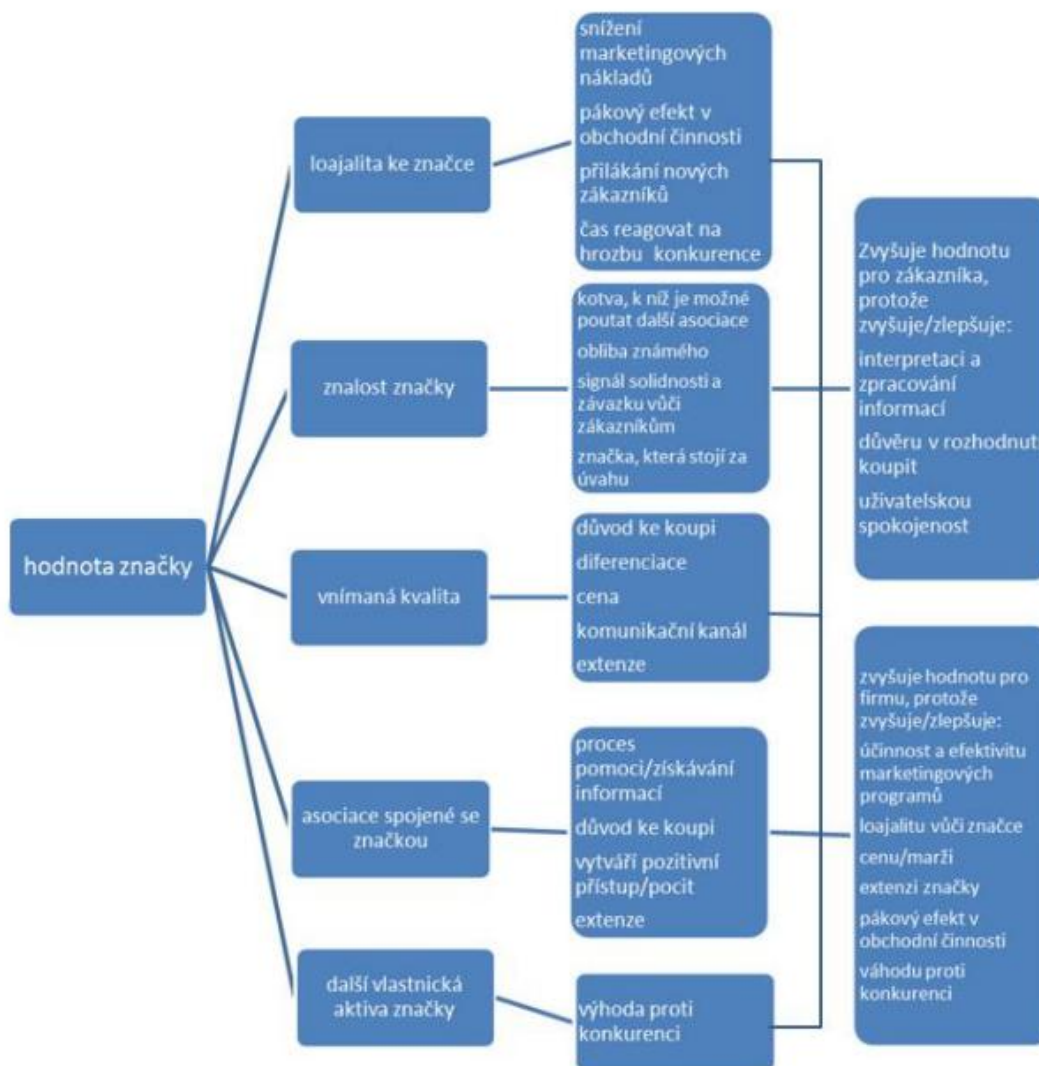 hodnota značky
loajalita ke značce
snížení
marketingových
nákladů
pákový efekt v
obchodní činnosti
přilákání nových
zákazníků
čas reagovat na
hrozbu konkurence
znalost značky
kotva, k níž je možné
poutat další asociace
obliba známého
signál solidnosti a
závazku vůči
zákazníkům
značka, která stojí za
úvahu
vnímaná kvalita
důvod ke koupi
diferenciace
cena
komunikační kanál
extenze
asociace spojené se
značkou
proces
pomoci/získávání
informací
důvod ke koupi
vytváří pozitivní
přístup/pocit
extenze
další vlastnická
aktiva značky
výhoda proti
konkurenci
Zvyšuje hodnotu
pro zákazníka,
protože
zvyšuje/zlepšuje:
interpretaci a
zpracování
informací
důvěru v rozhodnut
koupit
uživatelskou
spokojenost
zvyšuje hodnotu pro
firmu, protože
zvyšuje/zlepšuje:
účinnost a efektivitu
marketingových
programů
loajalitu vůči značce
cenu/marži
extenzi značky
pákový efekt v
obchodní činnosti
váhodu proti
konkurenci